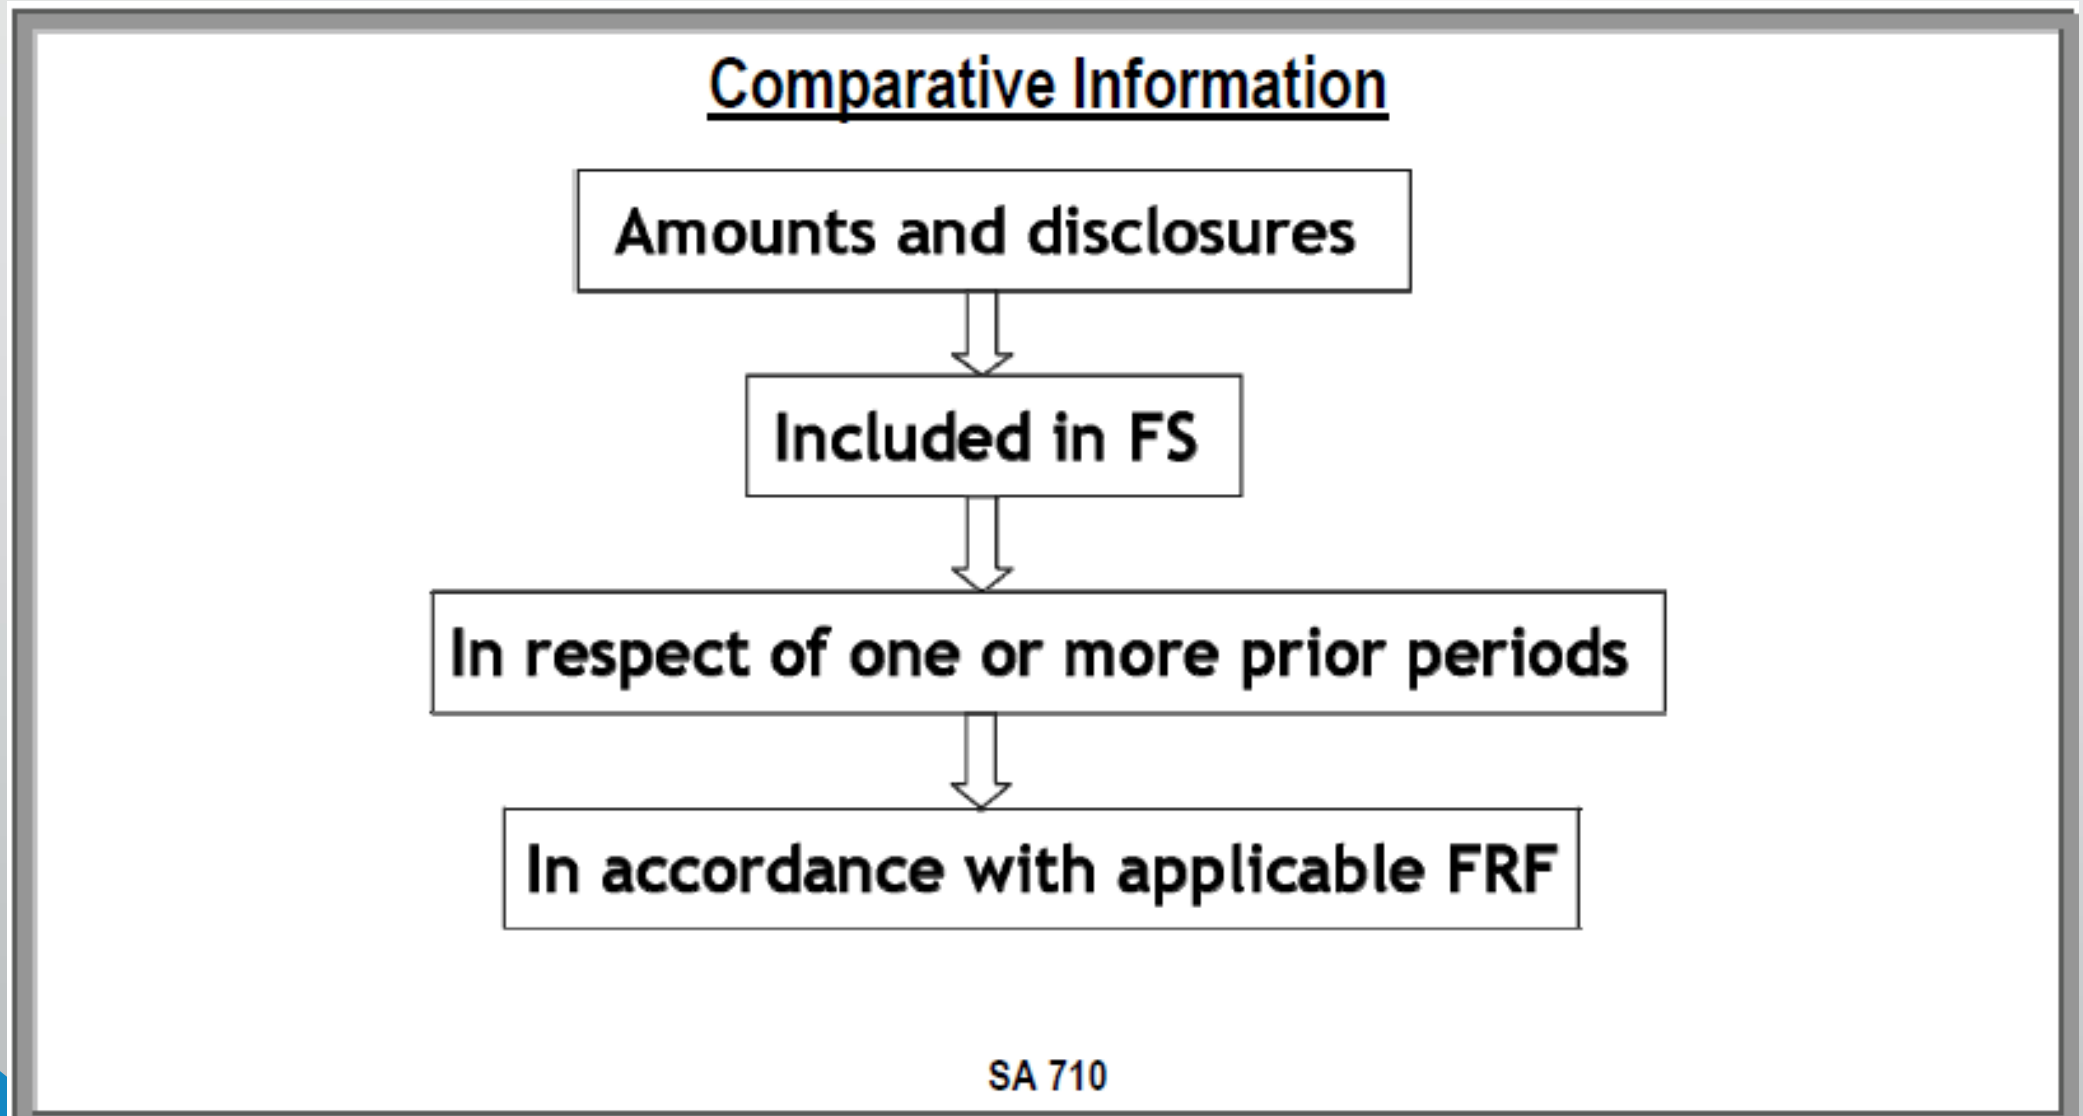 Comparative Information
Amounts and disclosures
Included in FS
In respect of one or more prior periods
In accordance with applicable FRF
SA 710